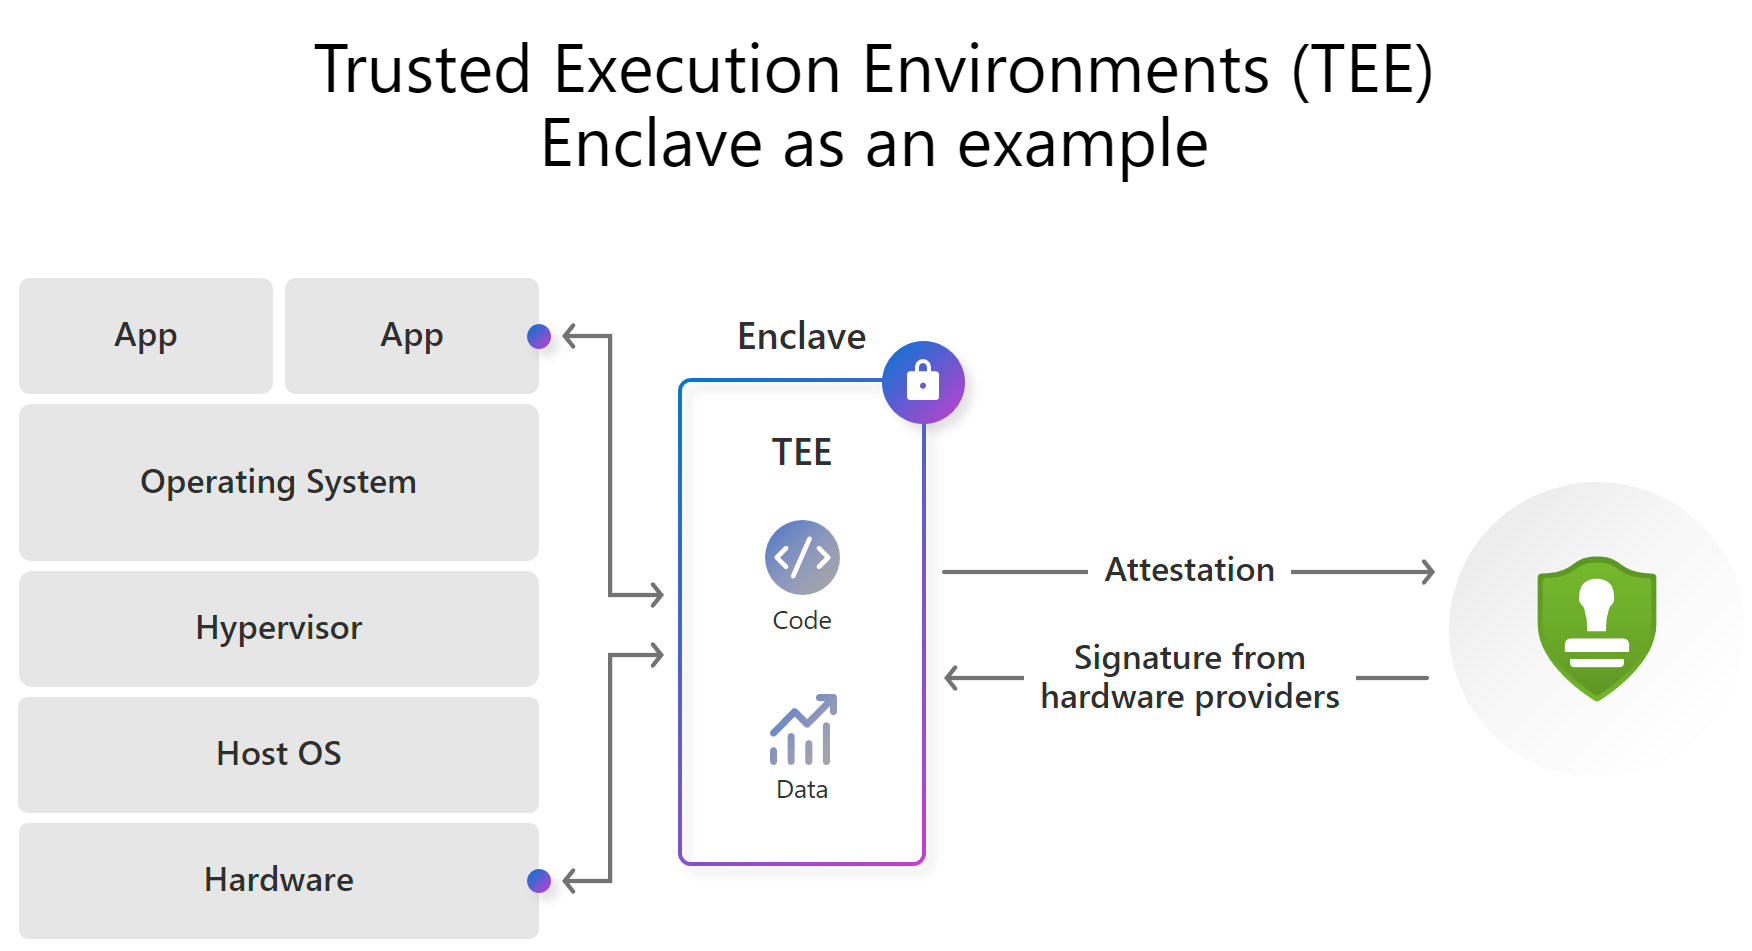 Trusted Execution Environments (TEE)
Enclave as an example
App
App
Operating System
Hypervisor
Host OS
Hardware
Enclave
TEE
Code
Data
Attestation
Signature from
hardware providers